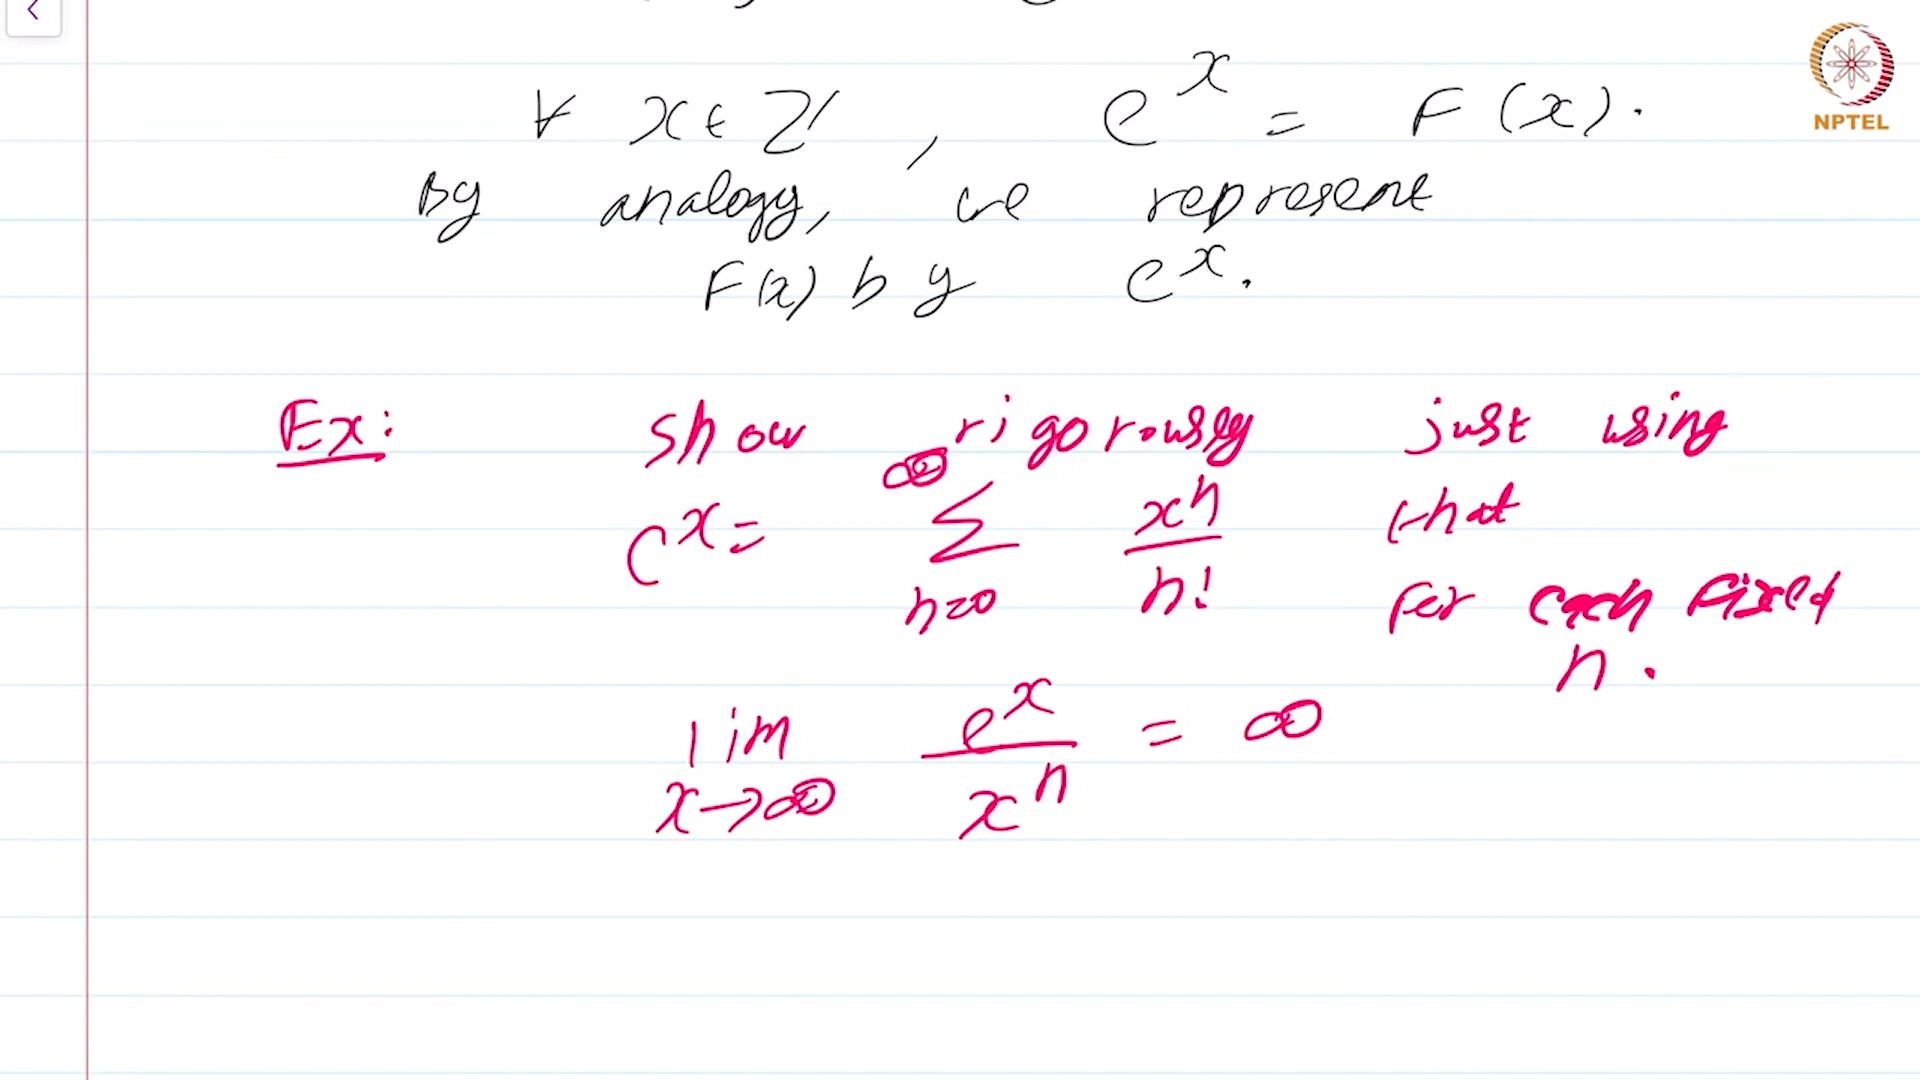 NPTEL
∀ x ∈ ℤ, e^x = F(x).
By analogy, we represent
F(x) by e^x.
Ex: show rigorously just using
e^x = ∑_{n=0}^{∞} x^n/n! that
for each fixed
n.
lim_{x→∞} e^x/x^n = ∞